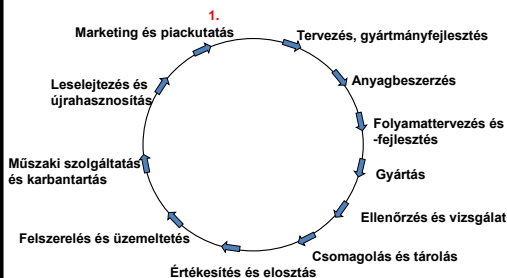 1.
Marketing és piackutatás
Tervezés, gyártmányfejlesztés
Anyagbeszerzés
Folyamattervezés és
-fejlesztés
Gyártás
Ellenőrzés és vizsgálat
Csomagolás és tárolás
Értékesítés és elosztás
Felszerelés és üzemeltetés
Műszaki szolgáltatás
és karbantartás
Leselejtezés és
újrahasznosítás